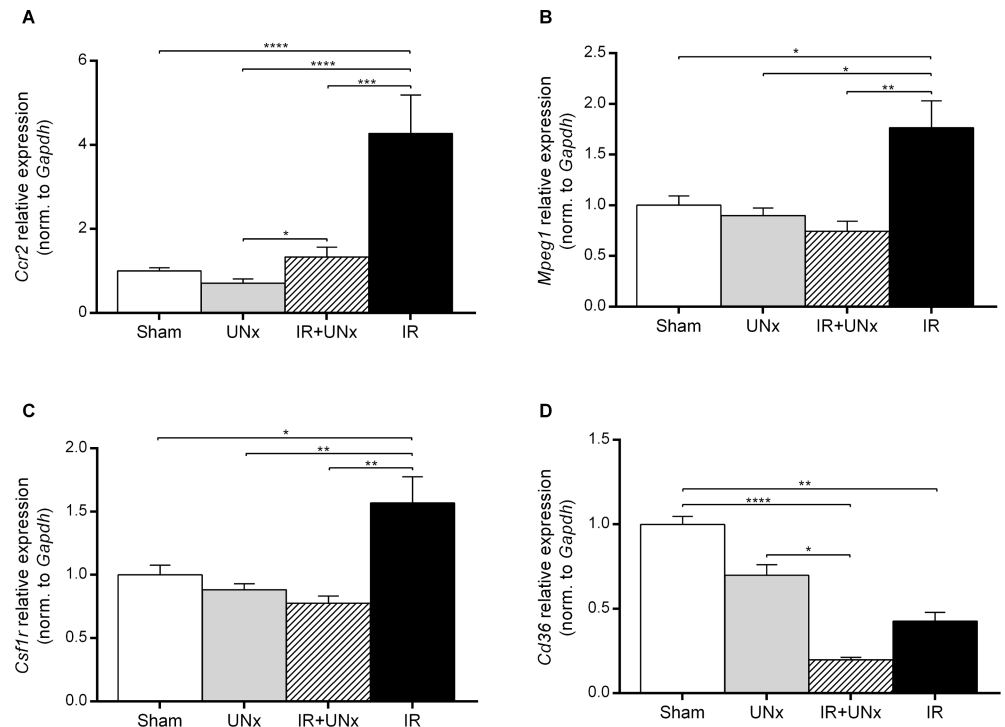 A
Ccr2 relative expression
(norm. to Gapdh)
6
4
2
0
****
****
***
*
Sham UNx IR+UNx IR
B
Mpeg1 relative expression
(norm. to Gapdh)
2.5
2.0
1.5
1.0
0.5
0.0
*
*
**
Sham UNx IR+UNx IR
C
Csf1r relative expression
(norm. to Gapdh)
2.0
1.5
1.0
0.5
0.0
*
**
**
Sham UNx IR+UNx IR
D
Cd36 relative expression
(norm. to Gapdh)
1.5
1.0
0.5
0.0
**
****
*
Sham UNx IR+UNx IR